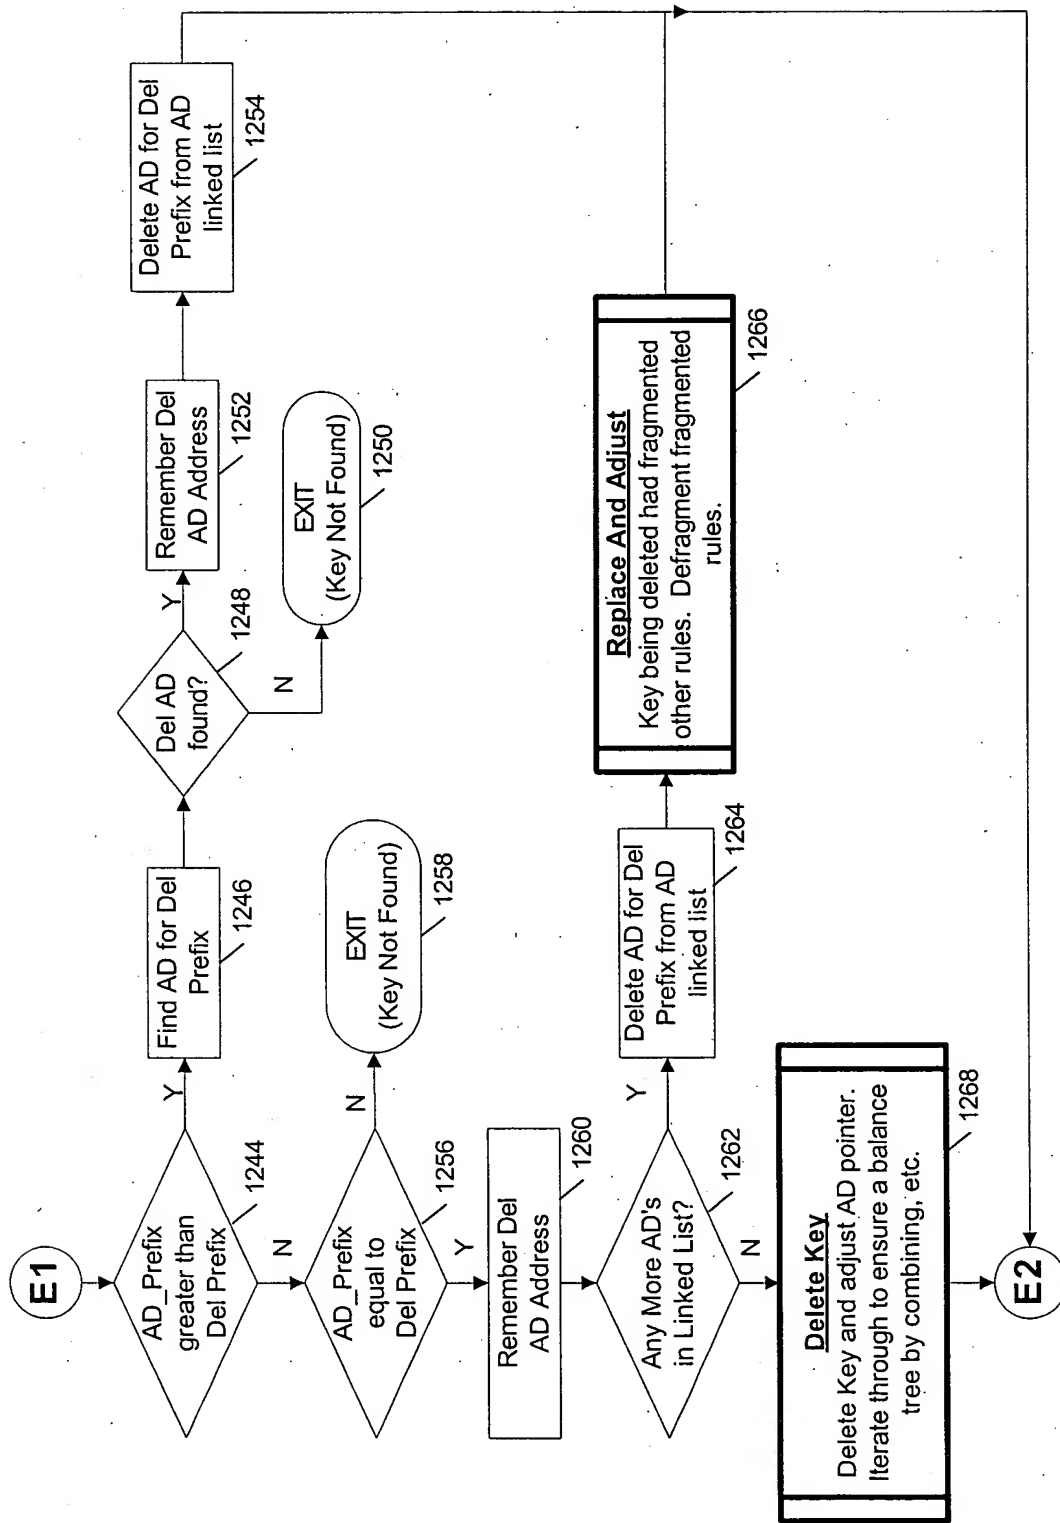 E1
AD_Prefix
greater than
Del Prefix
1244
Y
N
Find AD for Del
Prefix
1246
Del AD
found?
1248
Y
N
Remember Del
AD Address
1252
Delete AD for Del
Prefix from AD
linked list
1254
EXIT
(Key Not Found)
1250
AD_Prefix
equal to
Del Prefix
1256
N
Y
EXIT
(Key Not Found)
1258
Remember Del
AD Address
1260
Any More AD's
in Linked List?
1262
Y
N
Delete AD for Del
Prefix from AD
linked list
1264
Replace And Adjust
Key being deleted had fragmented
other rules. Defragment fragmented
rules.
1266
Delete Key
Delete Key and adjust AD pointer.
Iterate through to ensure a balance
tree by combining, etc.
1268
E2